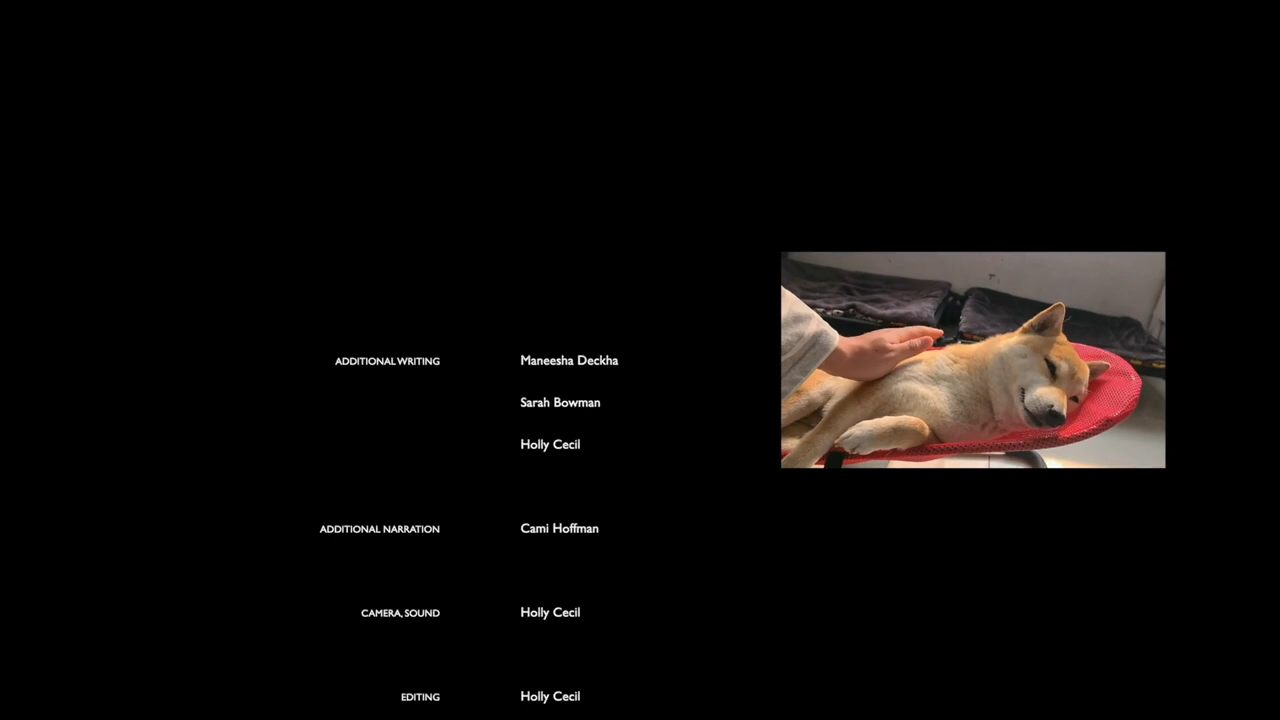 ADDITIONAL WRITING Maneesha Deckha
Sarah Bowman
Holly Cecil
ADDITIONAL NARRATION Cami Hoffman
CAMERA, SOUND Holly Cecil
EDITING Holly Cecil